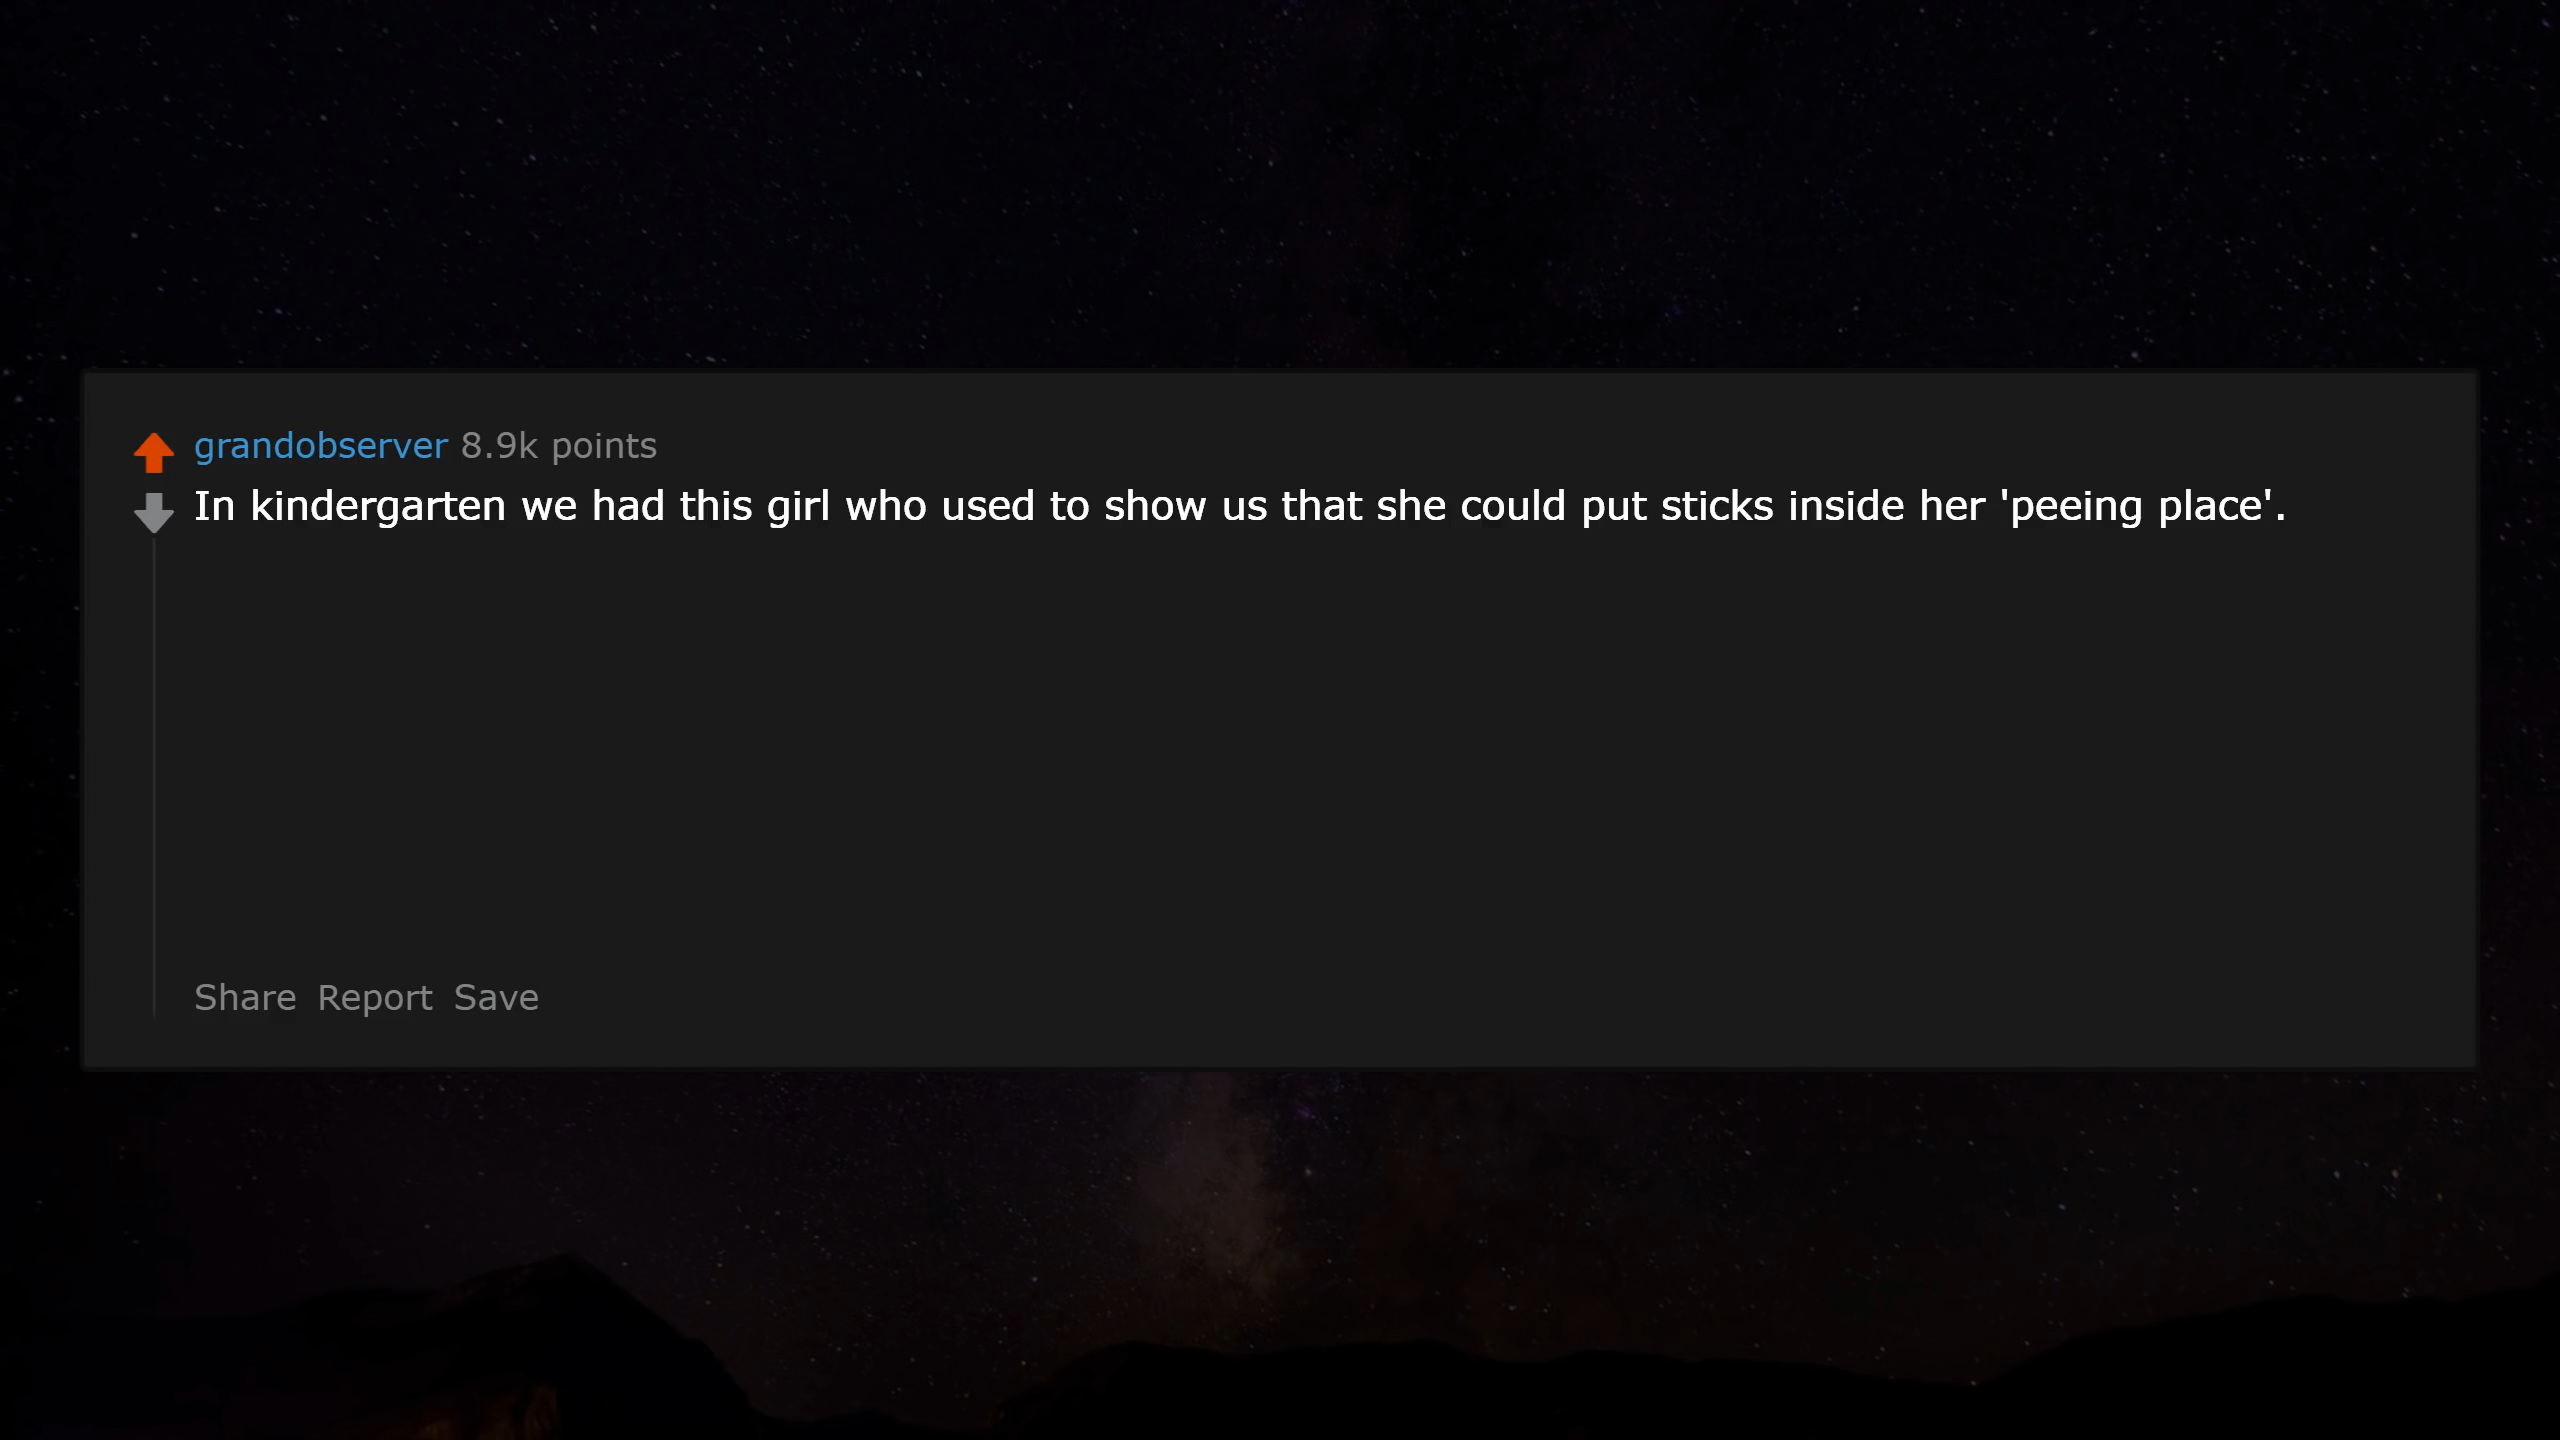 grandobserver 8.9k points
In kindergarten we had this girl who used to show us that she could put sticks inside her 'peeing place'.
Share Report Save